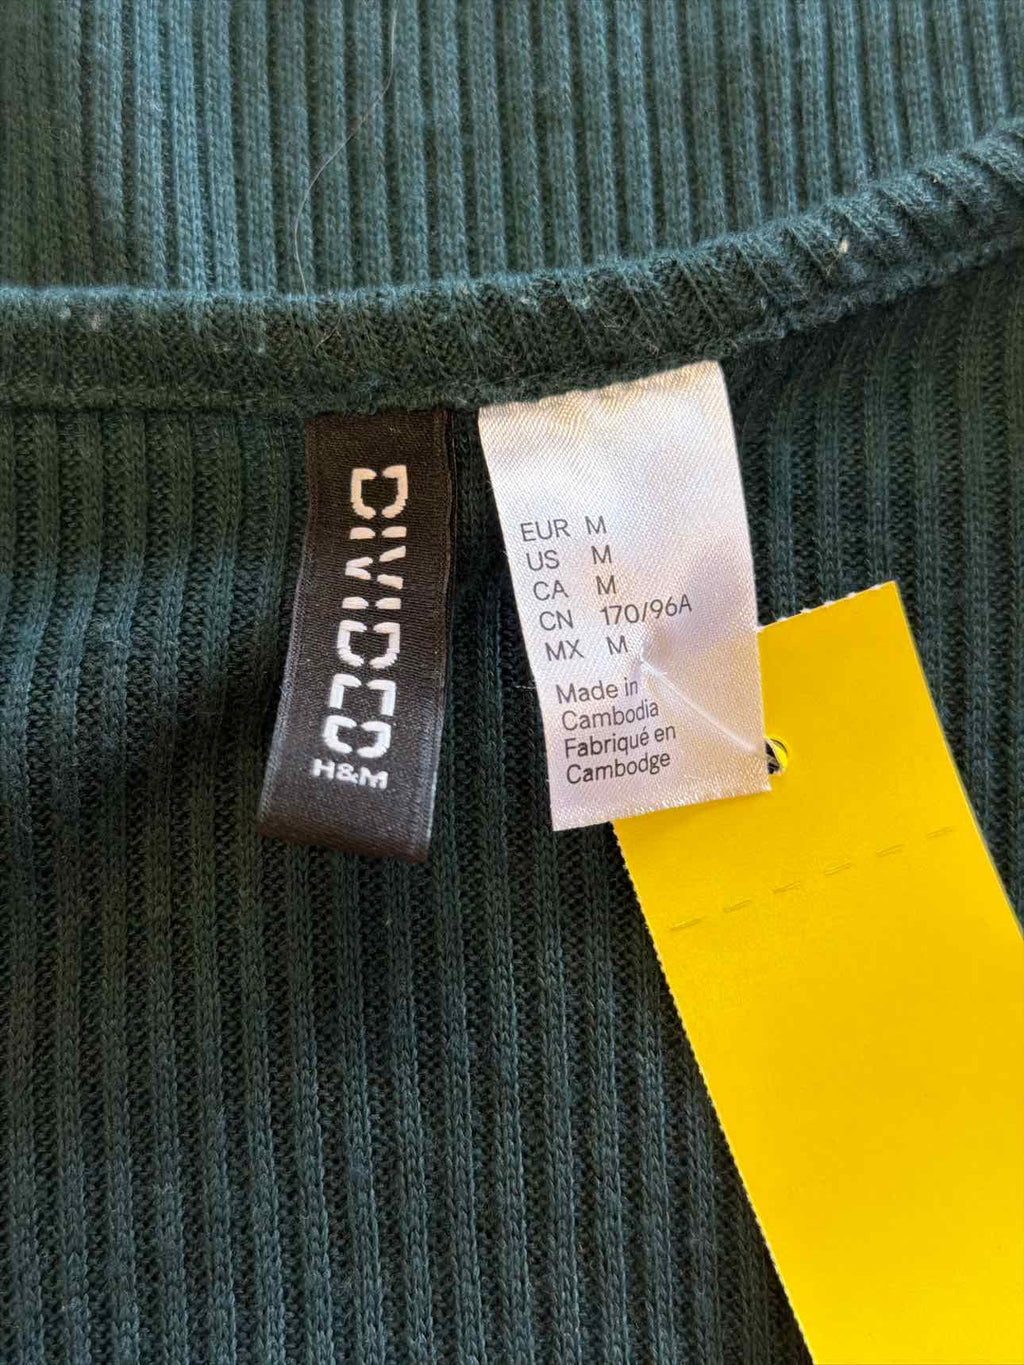 DIVIDED
H&M
EUR M
US M
CA M
CN 170/96A
MX M
Made in
Cambodia
Fabriqué en
Cambodge